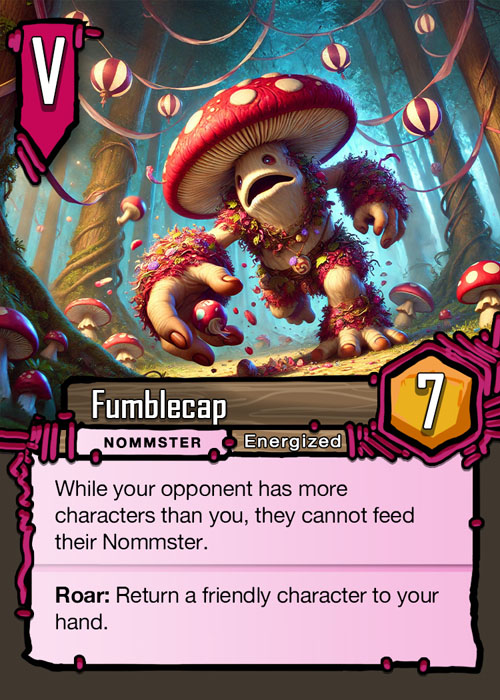 V
Fumblecap
7
NOMMSTER
Energized
While your opponent has more
characters than you, they cannot feed
their Nommster.
Roar: Return a friendly character to your
hand.